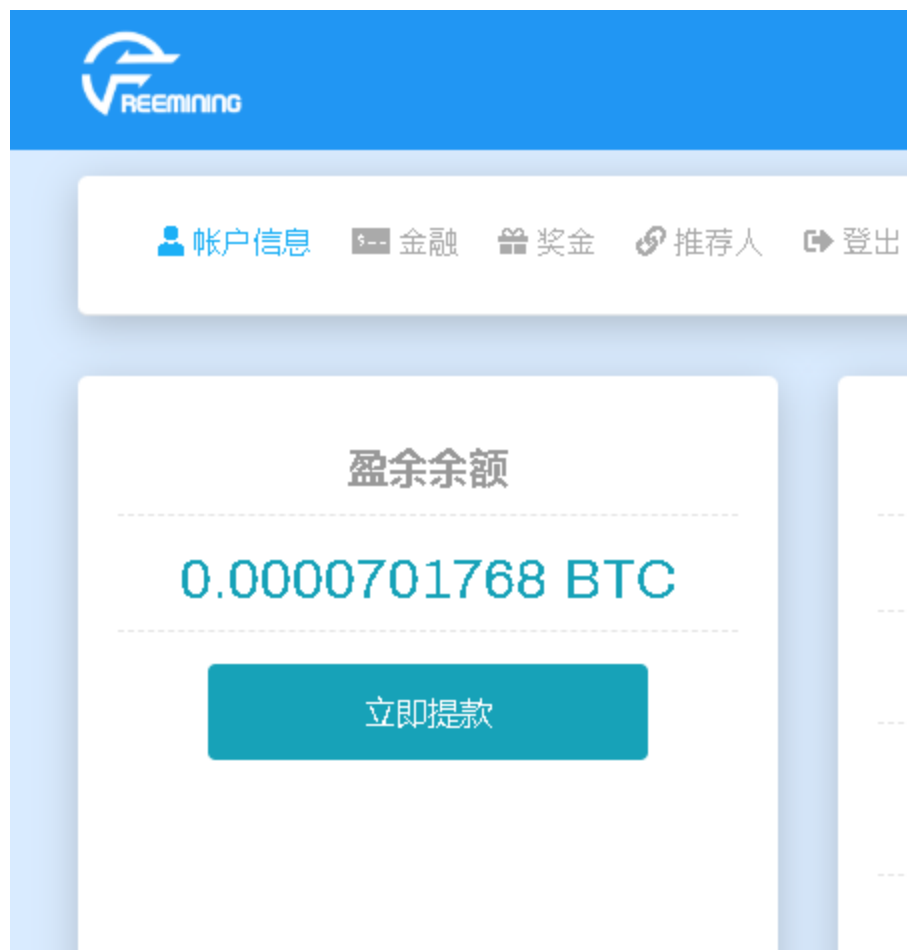 FREEMINING
帐户信息 金融 奖金 推荐人 登出
盈余余额
0.0000701768 BTC
立即提款